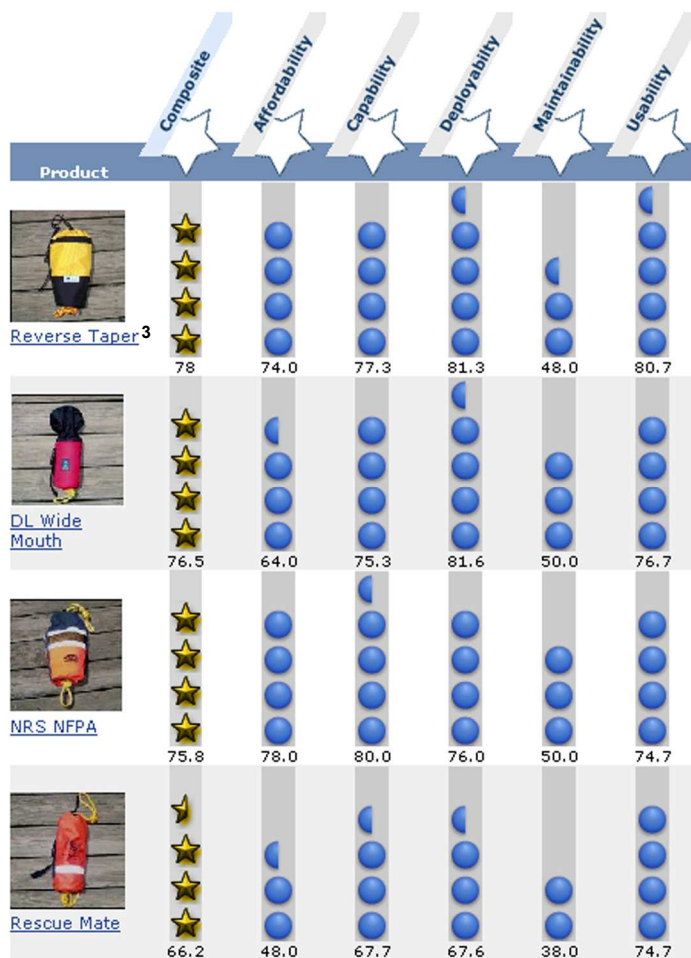 Composite
Affordability
Capability
Deployabilty
Maintainability
Usability
Product
Reverse Taper 3
78 74.0 77.3 81.3 48.0 80.7
DL Wide
Mouth
76.5 64.0 75.3 81.6 50.0 76.7
NRS NFPA
75.8 78.0 80.0 76.0 50.0 74.7
Rescue Mate
66.2 48.0 67.7 67.6 38.0 74.7